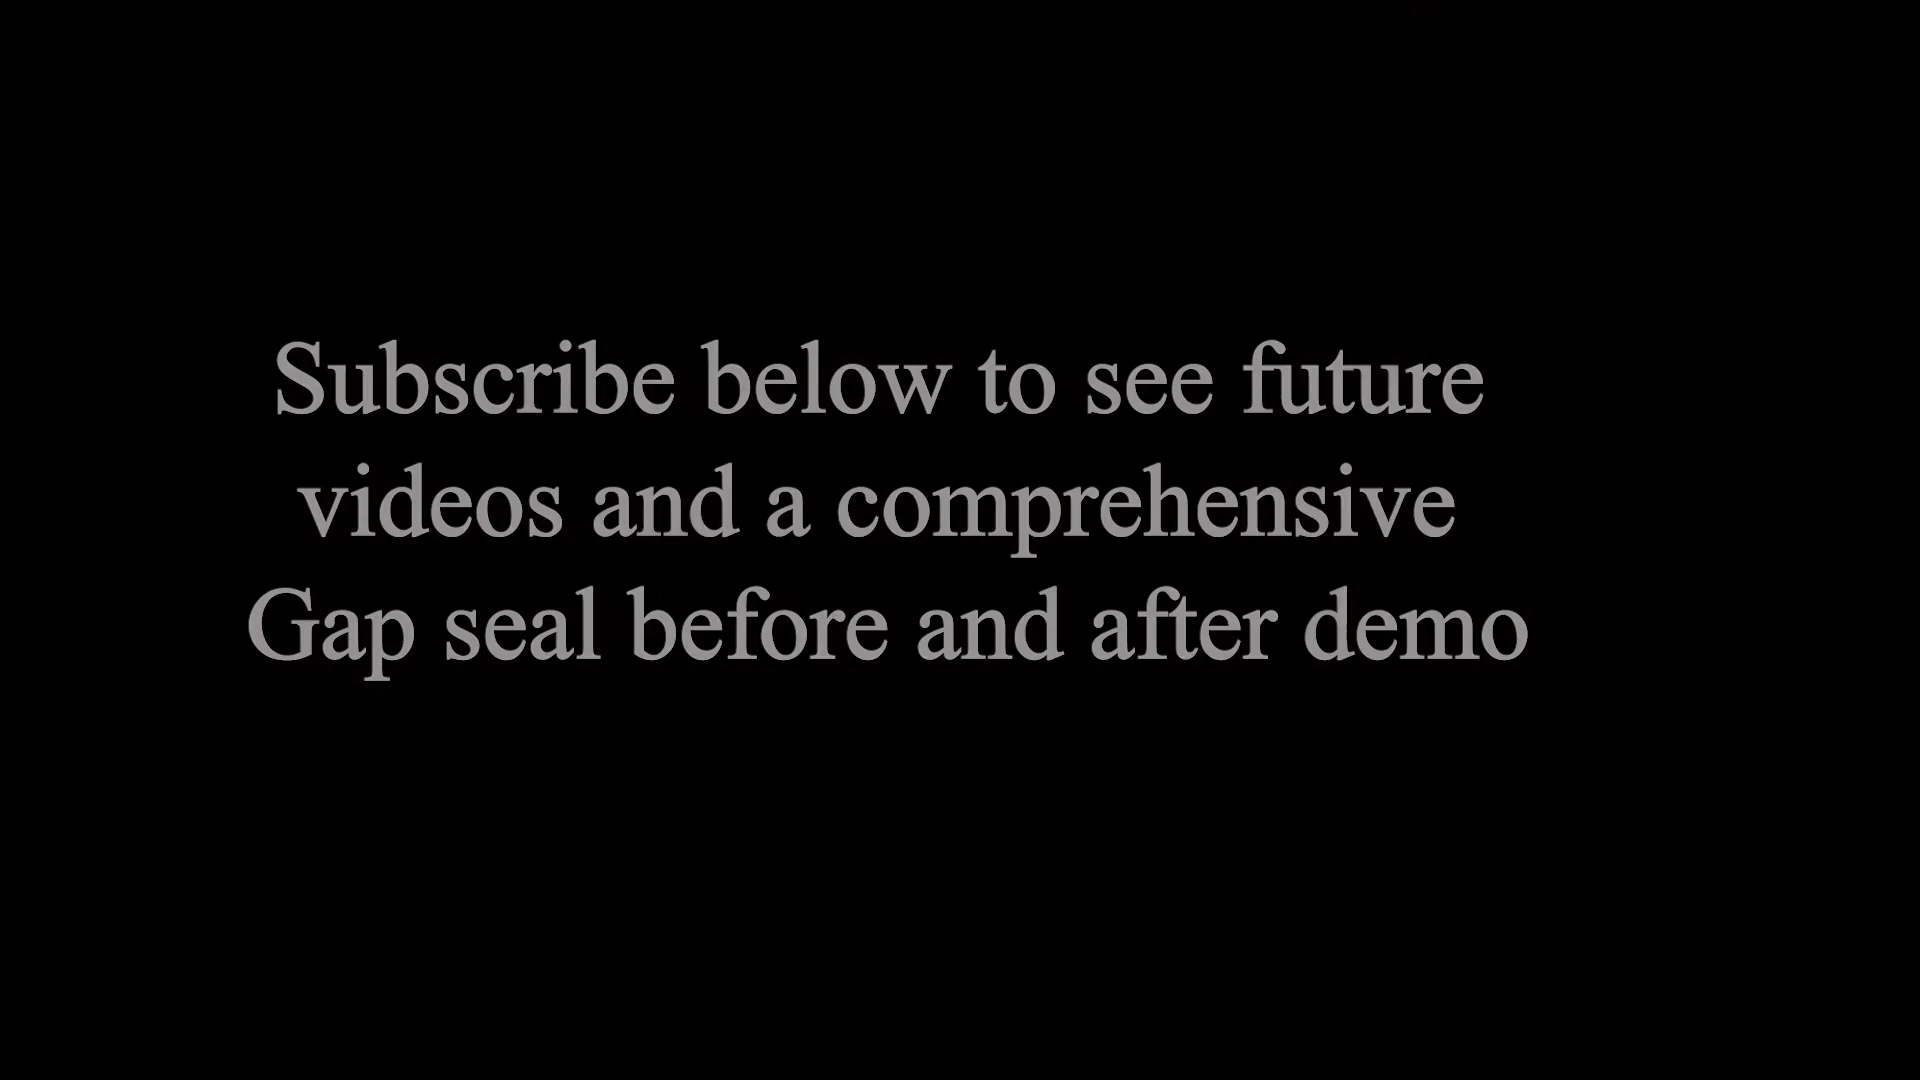 Subscribe below to see future
videos and a comprehensive
Gap seal before and after demo